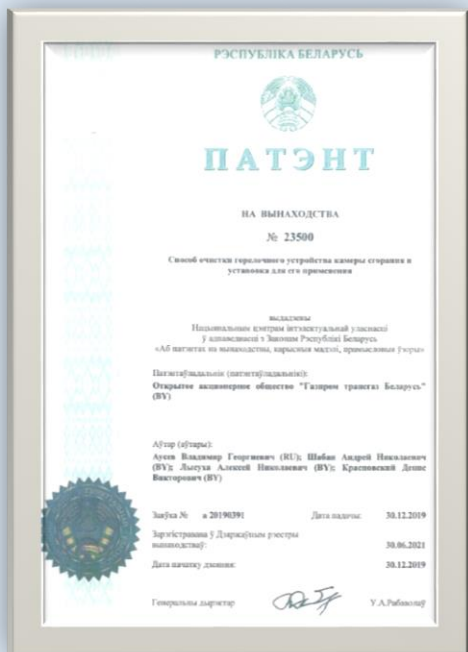 РЭСПУБЛІКА БЕЛАРУСЬ
ПАТЭНТ
НА ВЫНАХОДСТВА
№ 23500
Способ очистки горелочного устройства камеры сгорания и
установка для его применения
выдадзены
Нацыянальным цэнтрам інтэлектуальнай уласнасці
ў адпаведнасці з Законам Рэспублікі Беларусь
«Аб патэнтах на вынаходствы, карысныя мадэлі, прамысловыя ўзоры»
Патэнтаўладальнік (патэнтаўладальнікі):
Открытое акционерное общество "Газпром трансгаз Беларусь"
(BY)
Аўтар (аўтары):
Владимир Георгиевич (RU); Шабан Андрей Николаевич
(BY); Алексей Николаевич (BY); Красновский Денис
Викторович (BY)
Заяўка № a 20190391 Дата падачы: 30.12.2019
Зарэгістравана ў Дзяржаўным рэестры
вынаходстваў: 30.06.2021
Дата пачатку дзеяння: 30.12.2019
Генеральны дырэктар